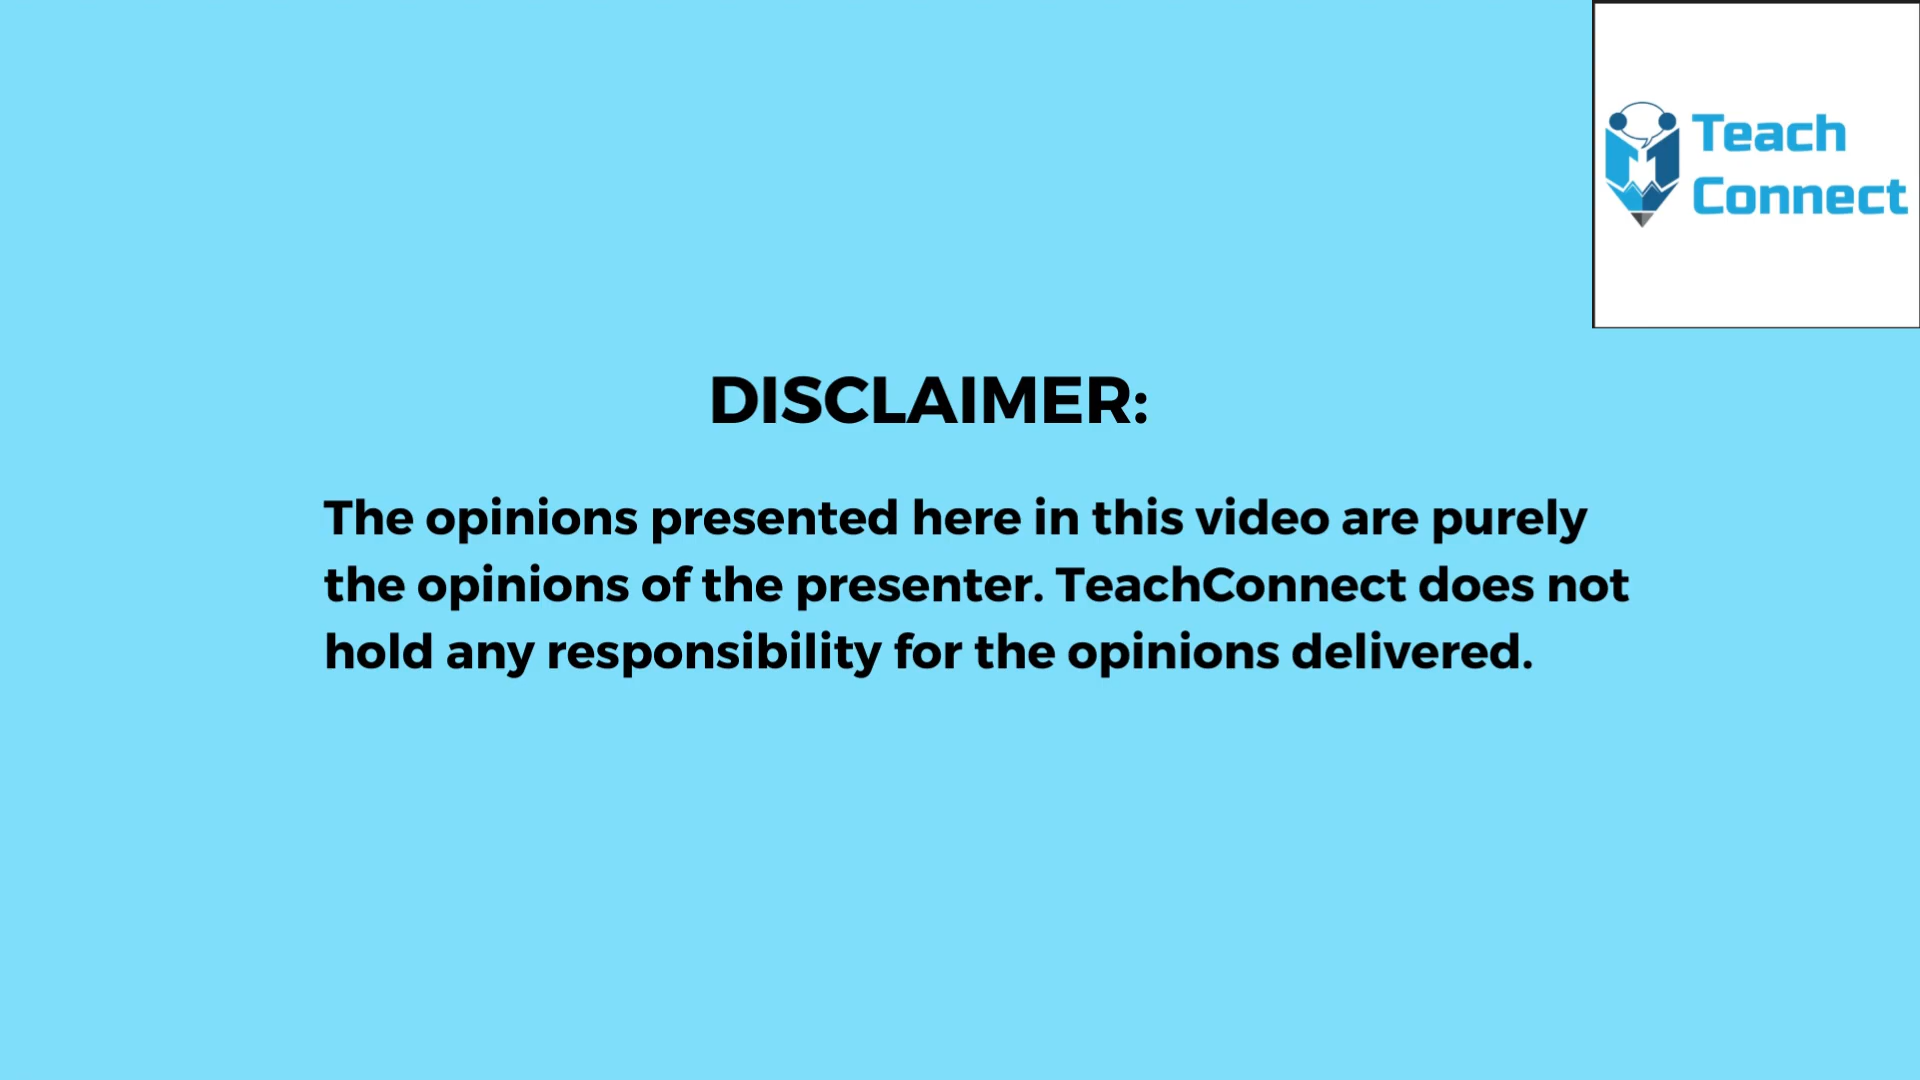 Teach
Connect
DISCLAIMER:
The opinions presented here in this video are purely
the opinions of the presenter. TeachConnect does not
hold any responsibility for the opinions delivered.